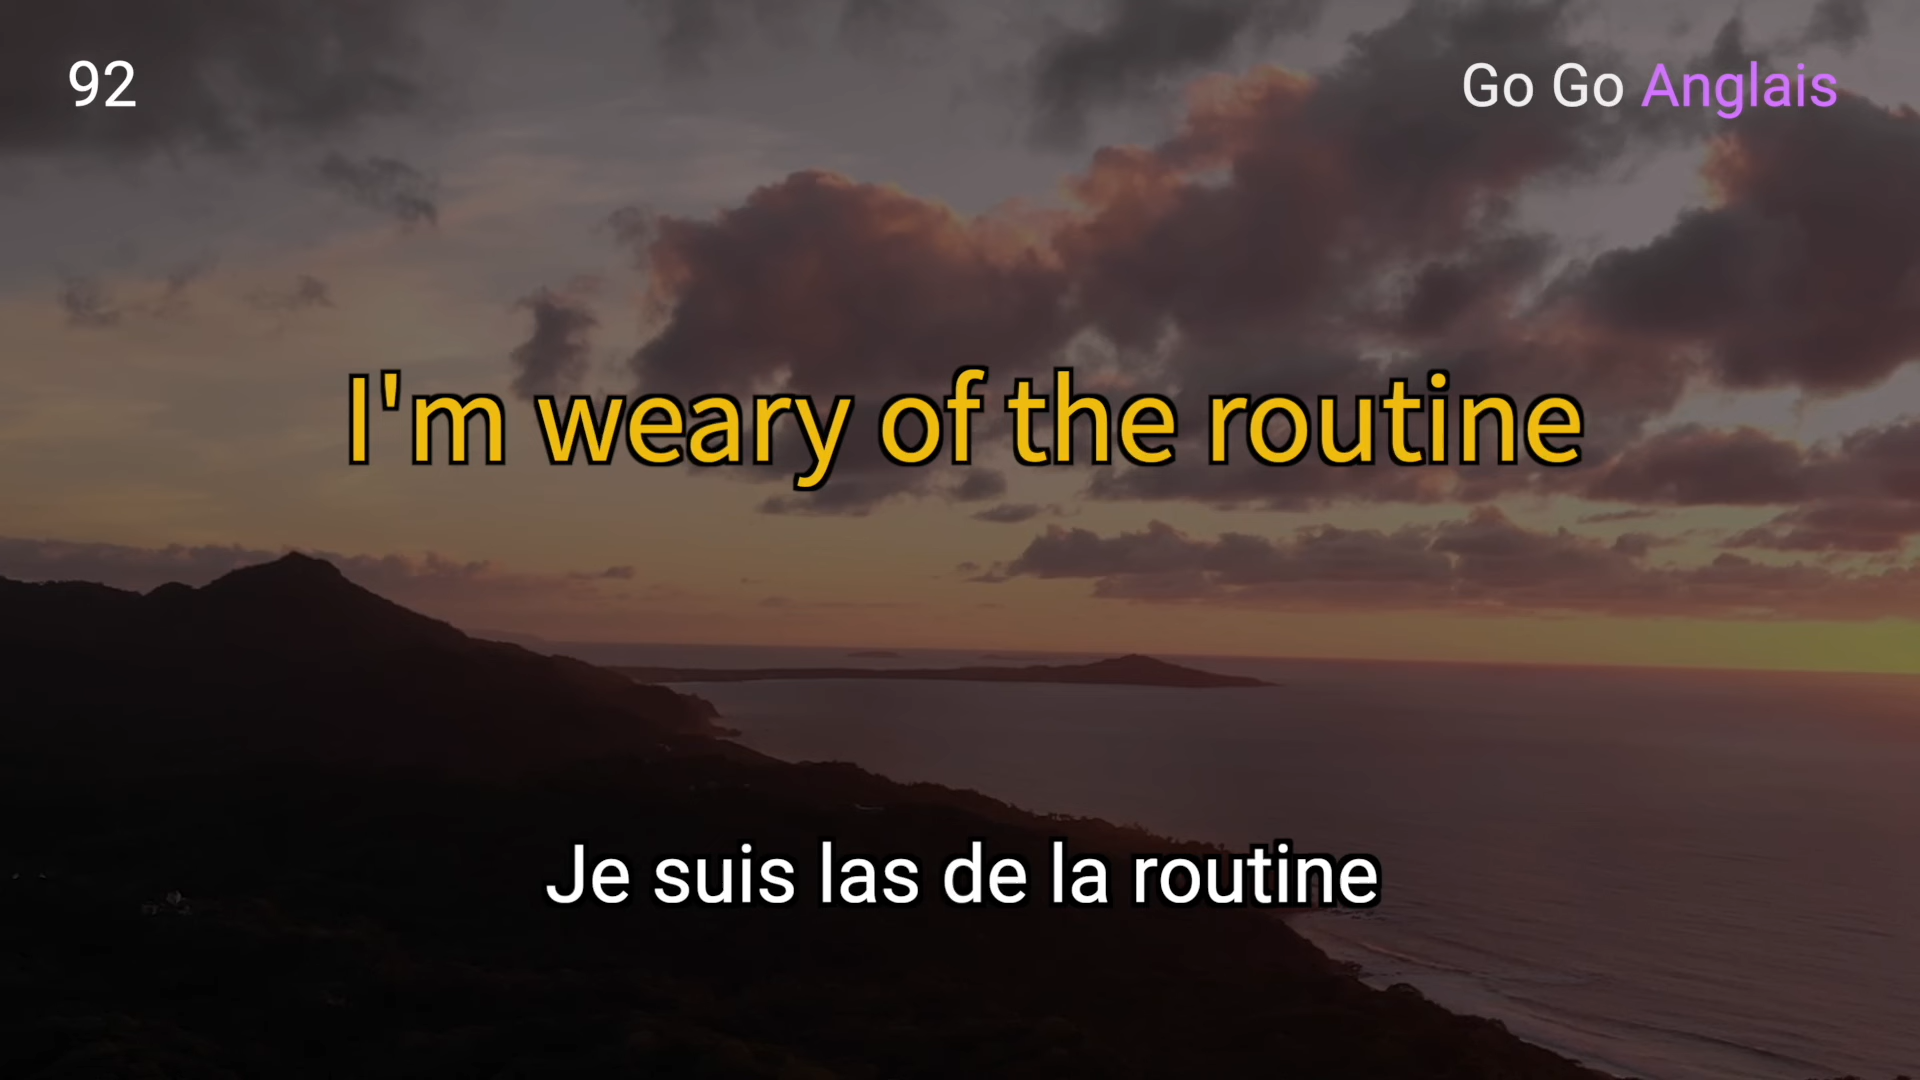 92
Go Go Anglais
I'm weary of the routine
Je suis las de la routine